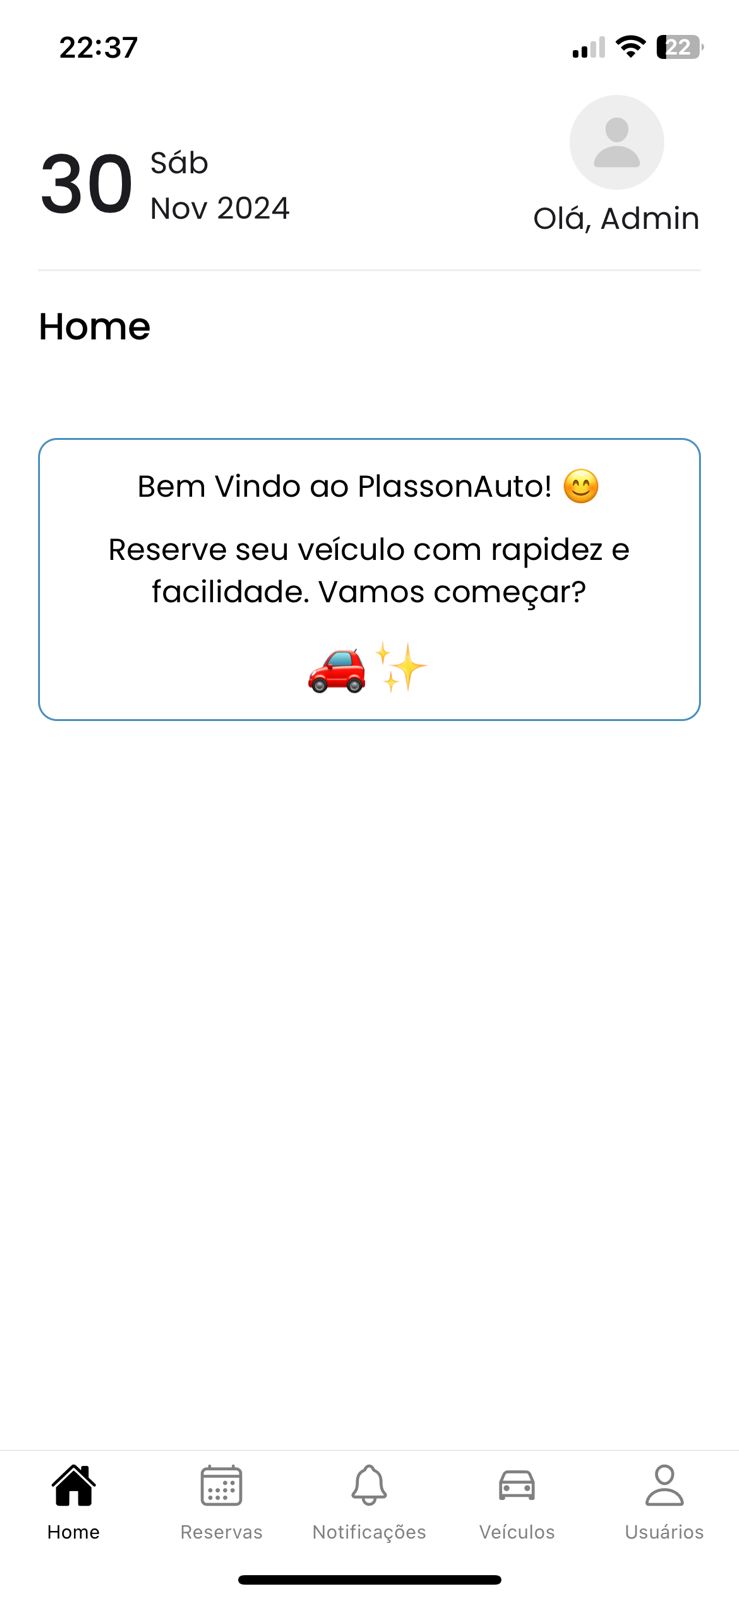 22:37
22
30
Sáb
Nov 2024
Olá, Admin
Home
Bem Vindo ao PlassonAuto! 😊
Reserve seu veículo com rapidez e
facilidade. Vamos começar?
🚗✨
Home
Reservas
Notificações
Veículos
Usuários